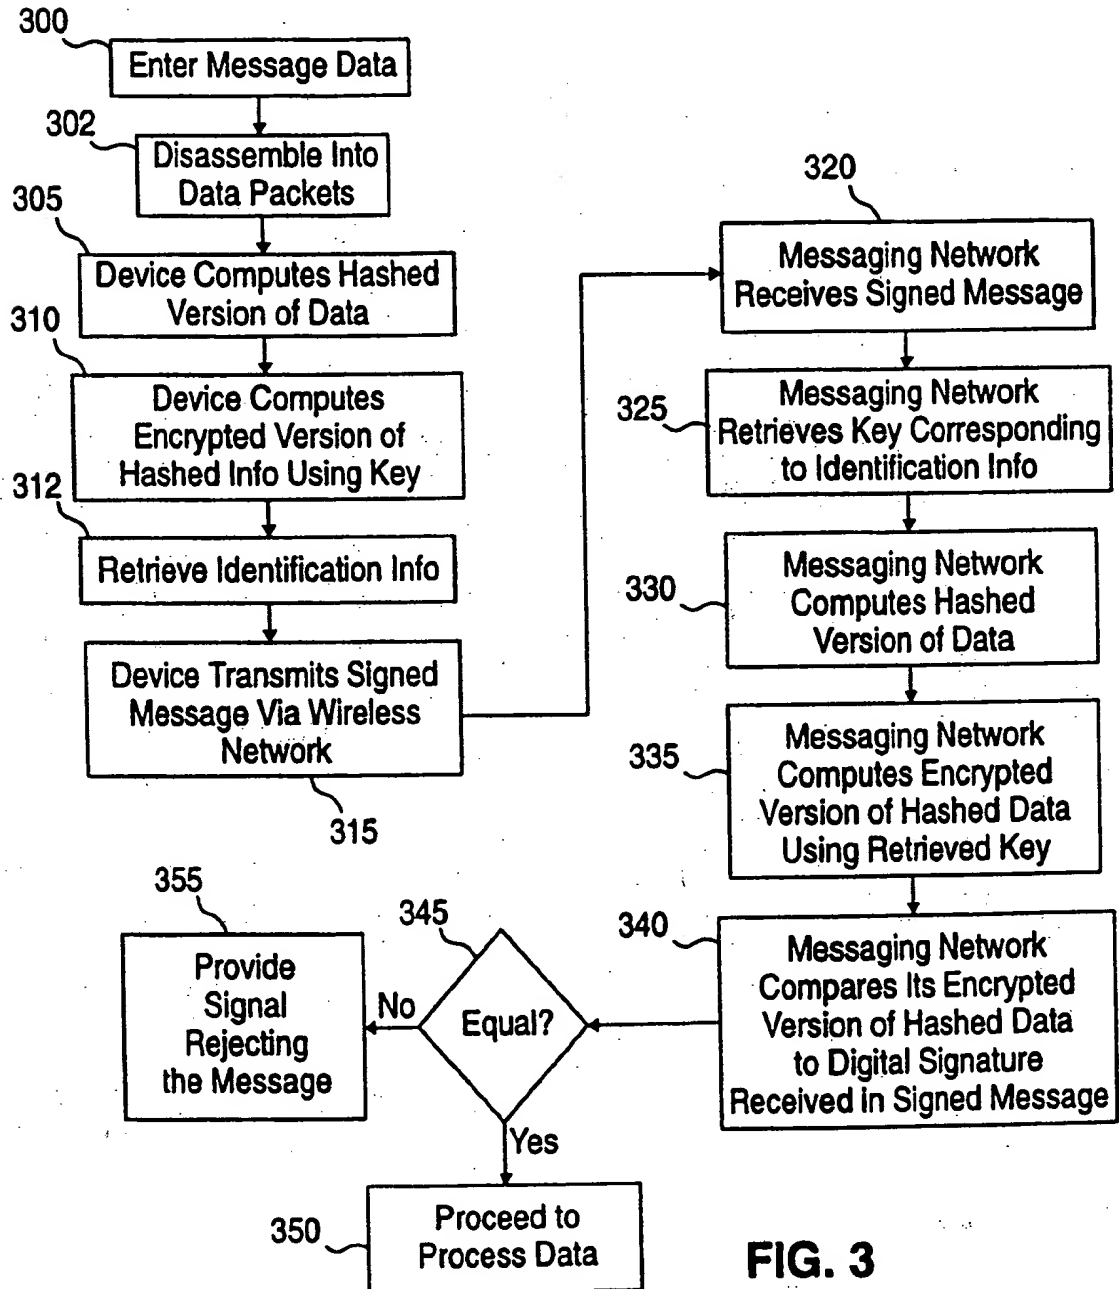 300
Enter Message Data
302
Disassemble Into
Data Packets
305
Device Computes Hashed
Version of Data
310
Device Computes
Encrypted Version of
Hashed Info Using Key
312
Retrieve Identification Info
Device Transmits Signed
Message Via Wireless
Network
315
320
Messaging Network
Receives Signed Message
325
Messaging Network
Retrieves Key Corresponding
to Identification Info
330
Messaging Network
Computes Hashed
Version of Data
335
Messaging Network
Computes Encrypted
Version of Hashed Data
Using Retrieved Key
340
Messaging Network
Compares Its Encrypted
Version of Hashed Data
to Digital Signature
Received in Signed Message
345
Equal?
No
355
Provide
Signal
Rejecting
the Message
Yes
350
Proceed to
Process Data
FIG. 3